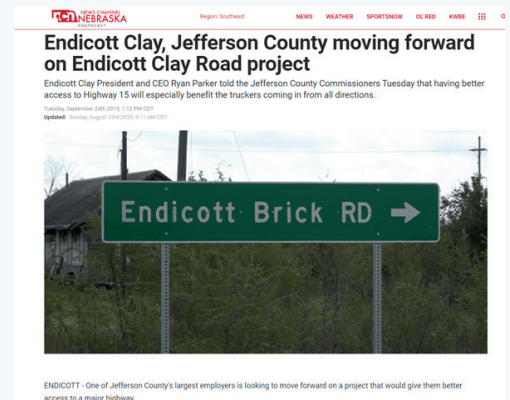 NEWS CHANNEL
NEBRASKA
SOUTHEAST
Region: Southeast
NEWS WEATHER SPORTSNOW OL' RED KWBE
Endicott Clay, Jefferson County moving forward
on Endicott Clay Road project
Endicott Clay President and CEO Ryan Parker told the Jefferson County Commissioners Tuesday that having better
access to Highway 15 will especially benefit the truckers coming in from all directions.
Tuesday, September 24th 2019, 1:12 PM CDT
Updated: Sunday, August 23rd 2020, 9:11 AM CDT
Endicott Brick RD →
ENDICOTT - One of Jefferson County's largest employers is looking to move forward on a project that would give them better
access to a major highway.